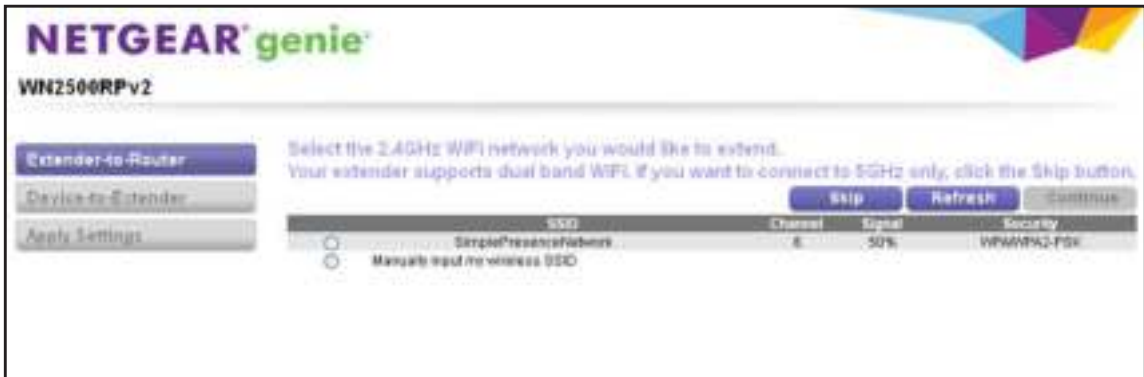 NETGEAR® genie®
WN2500RPv2
Extender-to-Router
Device-to-Extender
Apply Settings
Select the 2.4GHz WiFi network you would like to extend.
Your extender supports dual band WiFi. If you want to connect to 5GHz only, click the Skip button.
Skip Refresh Continue
SSID Channel Signal Security
SimplePresenceNetwork 6 50% WPA/WPA2-PSK
Manually input my wireless SSID